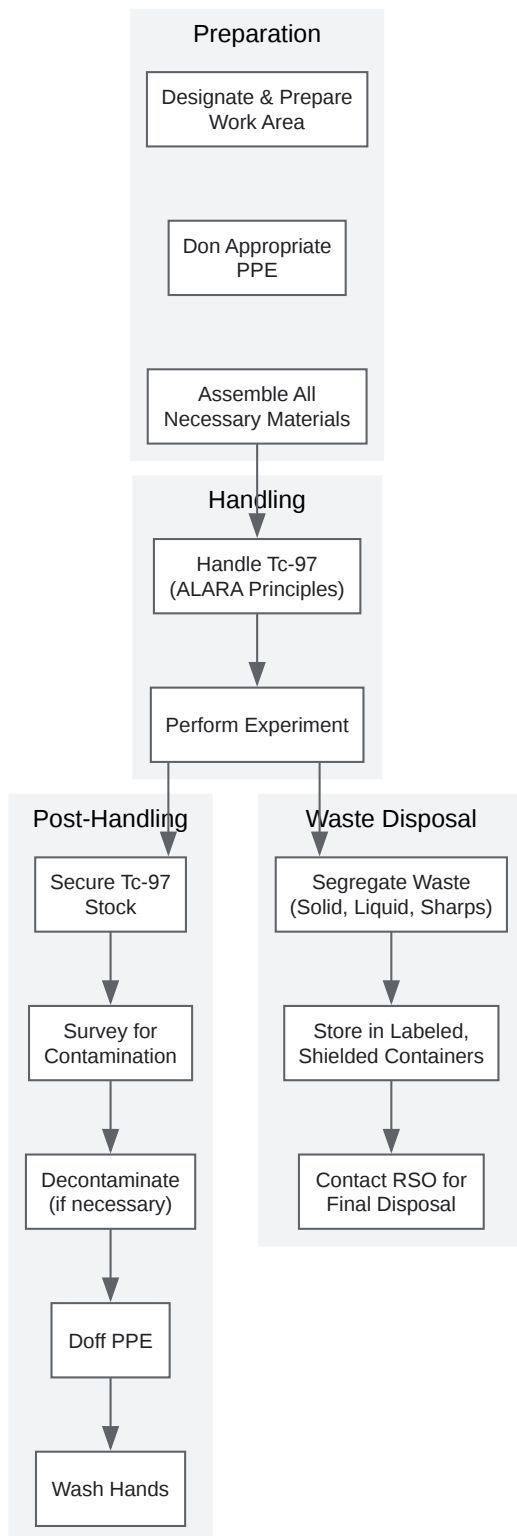 Preparation
Designate & Prepare
Work Area
Don Appropriate
PPE
Assemble All
Necessary Materials
Handling
Handle Tc-97
(ALARA Principles)
Perform Experiment
Post-Handling
Secure Tc-97
Stock
Survey for
Contamination
Decontaminate
(if necessary)
Doff PPE
Wash Hands
Waste Disposal
Segregate Waste
(Solid, Liquid, Sharps)
Store in Labeled,
Shielded Containers
Contact RSO for
Final Disposal